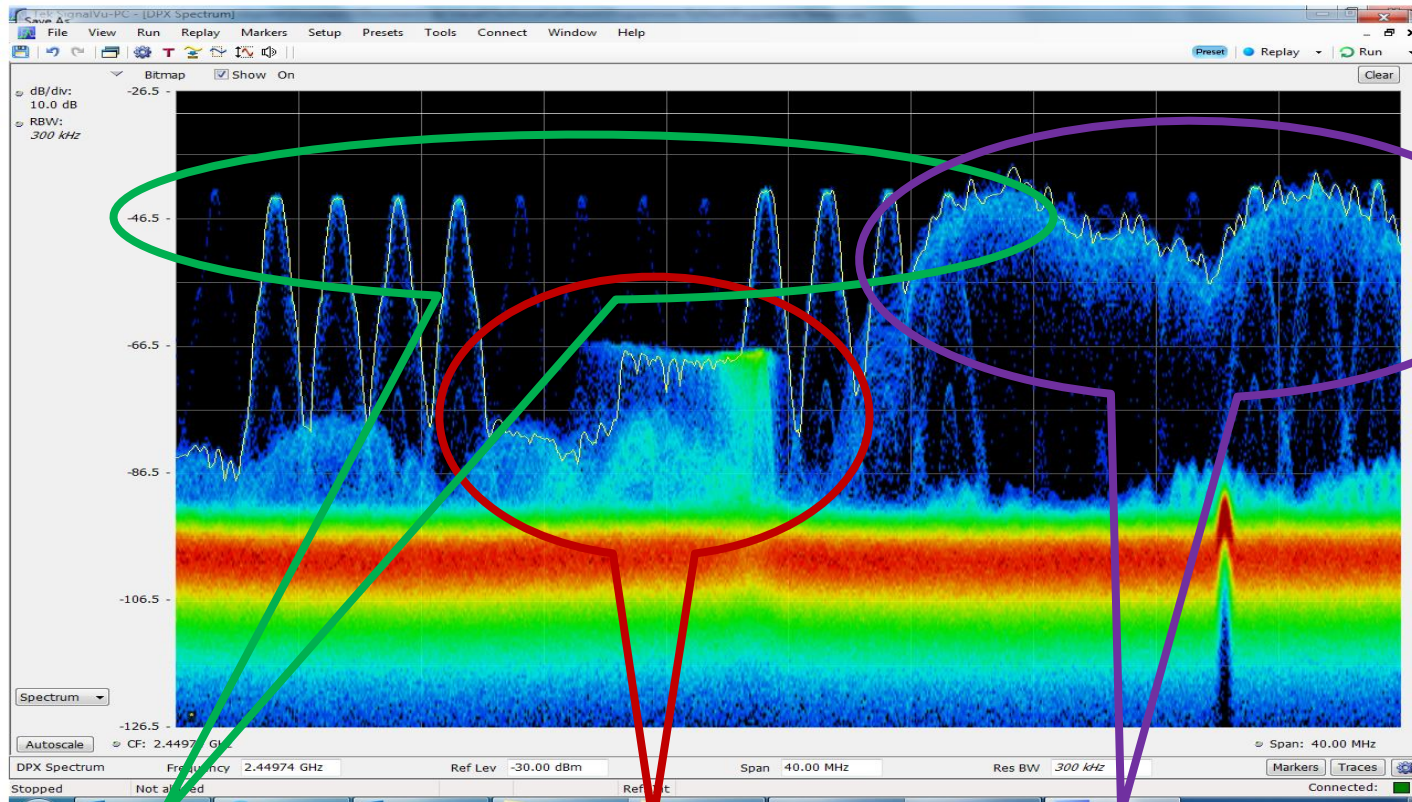 Tek SignalVu-PC - [DPX Spectrum]
Save As
File View Run Replay Markers Setup Presets Tools Connect Window Help
T Preset Replay Run
Bitmap Show On Clear
dB/div:
10.0 dB
RBW:
300 kHz
-26.5
-46.5
-66.5
-86.5
-106.5
-126.5
Spectrum
Autoscale CF: 2.4497 GHz Span: 40.00 MHz
DPX Spectrum Frequency 2.44974 GHz Ref Lev -30.00 dBm Span 40.00 MHz Res BW 300 kHz Markers Traces
Stopped Not Connected: